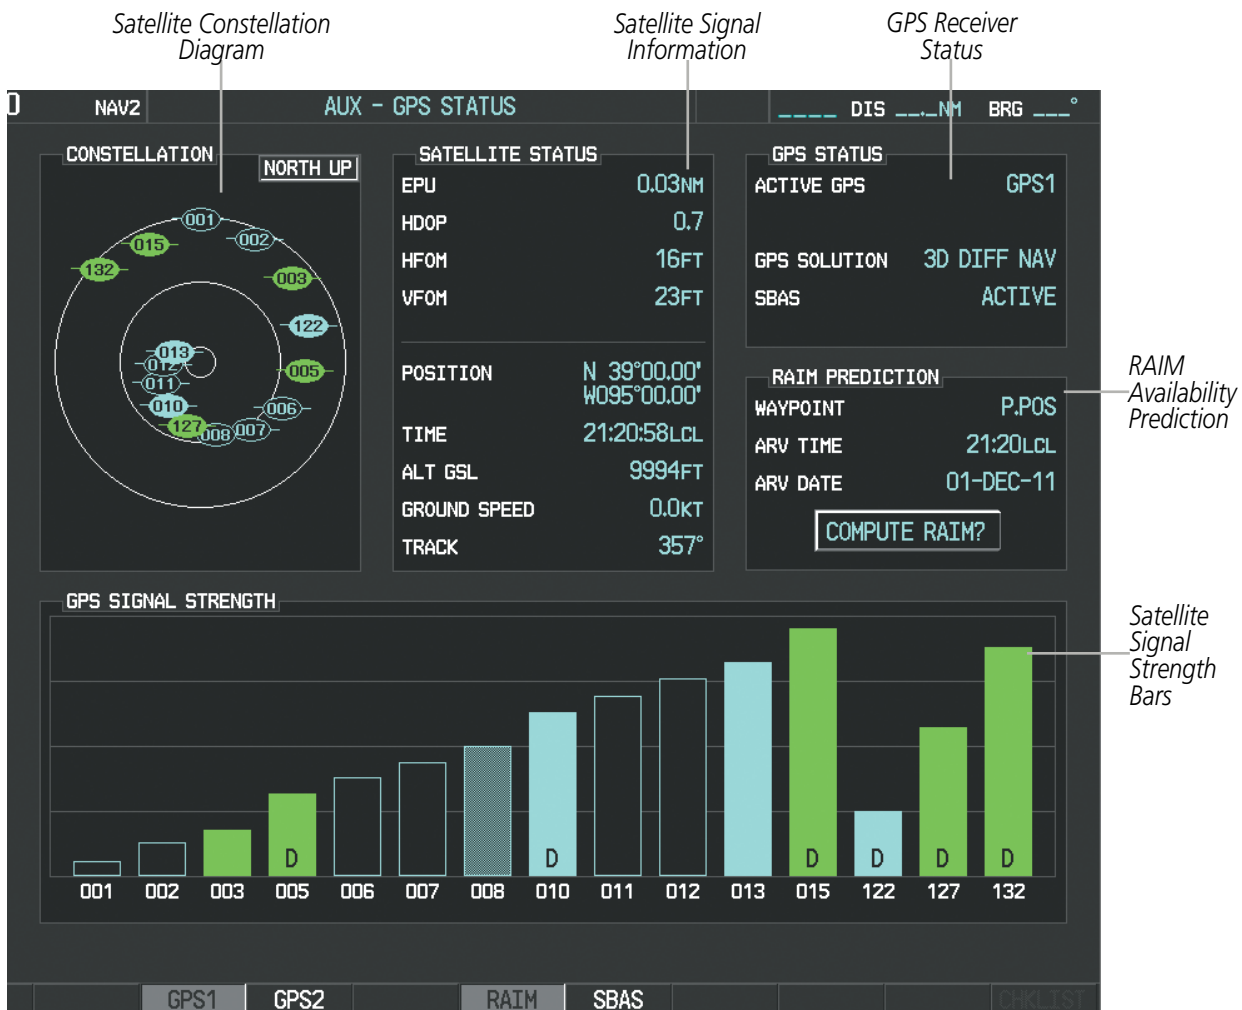 Satellite Constellation
Diagram
Satellite Signal
Information
GPS Receiver
Status
NAV2
AUX – GPS STATUS
____ DIS __._NM BRG ___°
CONSTELLATION
NORTH UP
001
002
015
132
003
122
013
012
011
005
010
006
127
008
007
SATELLITE STATUS
EPU 0.03NM
HDOP 0.7
HFOM 16FT
VFOM 23FT
POSITION N 39°00.00'
W095°00.00'
TIME 21:20:58LCL
ALT GSL 9994FT
GROUND SPEED 0.0KT
TRACK 357°
GPS STATUS
ACTIVE GPS GPS1
GPS SOLUTION 3D DIFF NAV
SBAS ACTIVE
RAIM PREDICTION
WAYPOINT P.POS
ARV TIME 21:20LCL
ARV DATE 01-DEC-11
COMPUTE RAIM?
RAIM
Availability
Prediction
GPS SIGNAL STRENGTH
D D D D D D
001 002 003 005 006 007 008 010 011 012 013 015 122 127 132
Satellite
Signal
Strength
Bars
GPS1 GPS2 RAIM SBAS CHKLIST